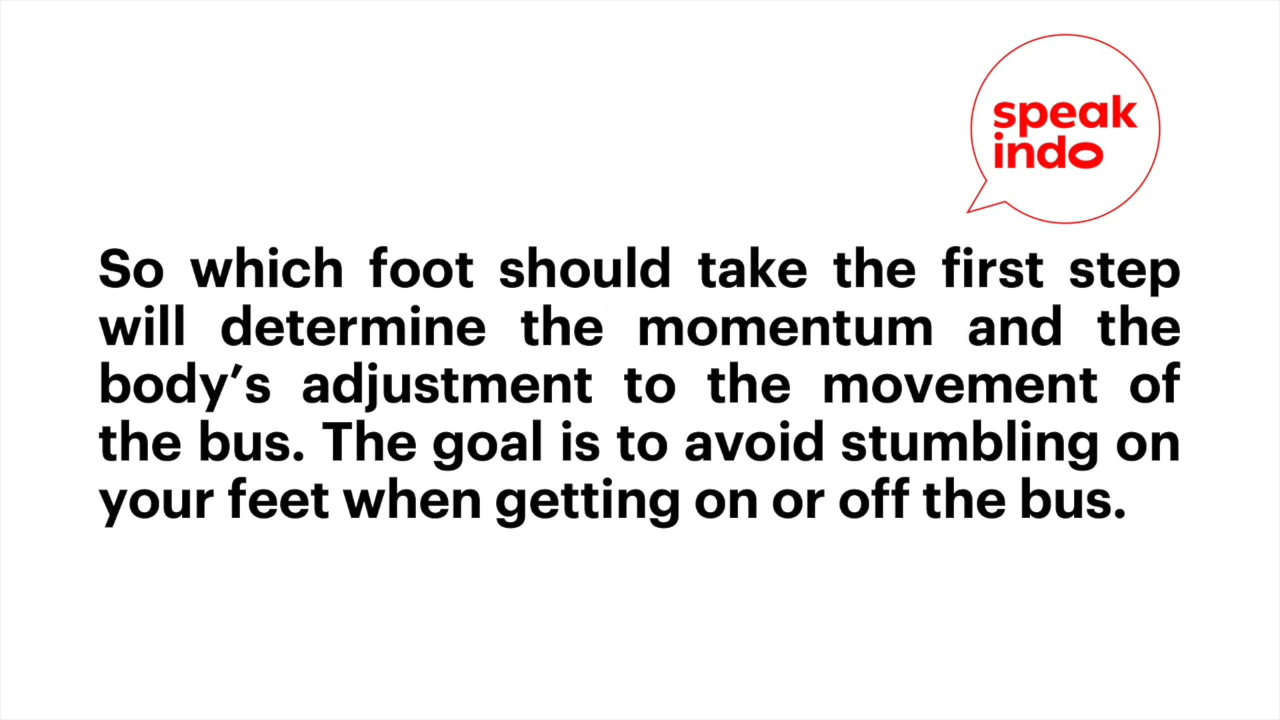 speak
indo
So which foot should take the first step
will determine the momentum and the
body’s adjustment to the movement of
the bus. The goal is to avoid stumbling on
your feet when getting on or off the bus.